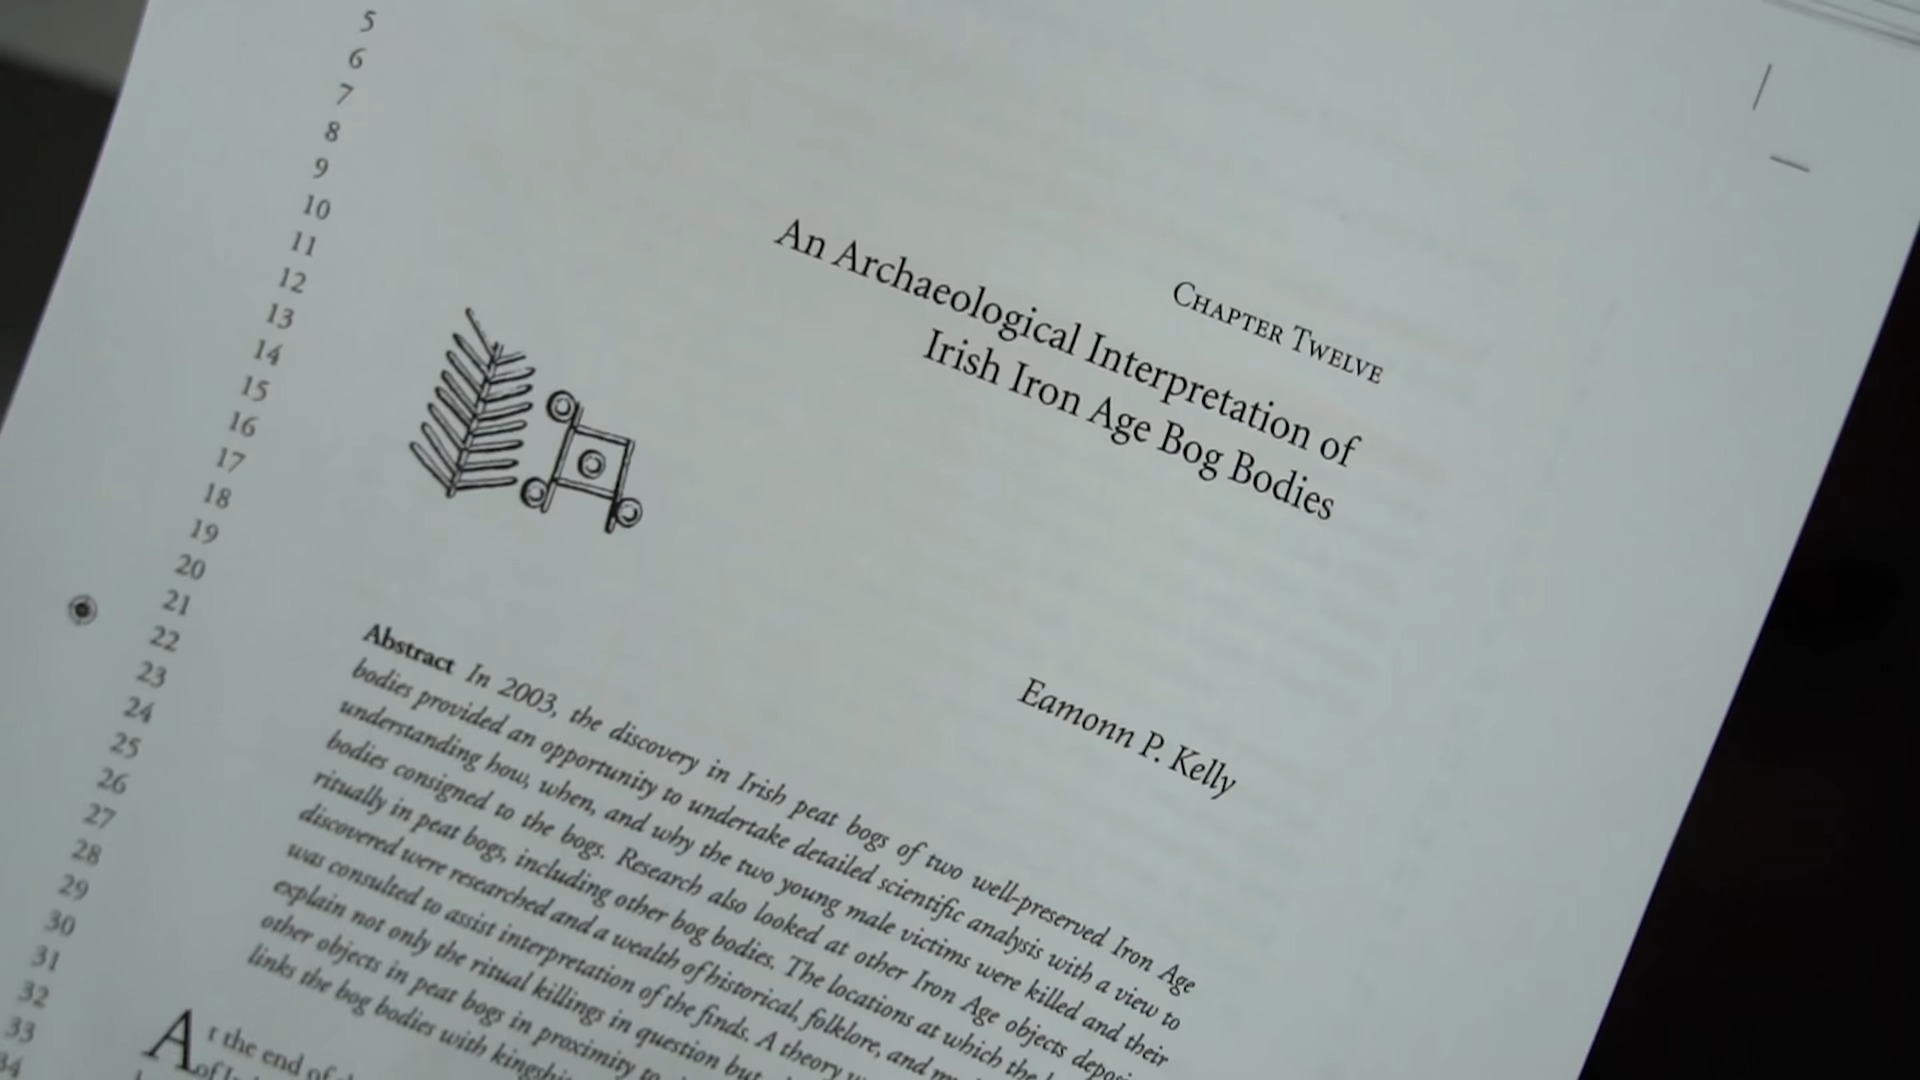 5
6
7
8
9
10
11
12
13
14
15
16
17
18
19
20
21
22
23
24
25
26
27
28
29
30
31
32
33
34
CHAPTER TWELVE
An Archaeological Interpretation of
Irish Iron Age Bog Bodies
Eamonn P. Kelly
Abstract In 2003, the discovery in Irish peat bogs of two well-preserved Iron Age
bodies provided an opportunity to undertake detailed scientific analysis with a view to
understanding how, when, and why the two young male victims were killed and their
bodies consigned to the bogs. Research also looked at other Iron Age objects
ritually in peat bogs, including other bog bodies. The locations at which the
discovered were researched and a wealth of historical, folklore, and
was consulted to assist interpretation of the finds. A theory
explain not only the ritual killings in question but
other objects in peat bogs in proximity to
links the bog bodies with
At the end of
of